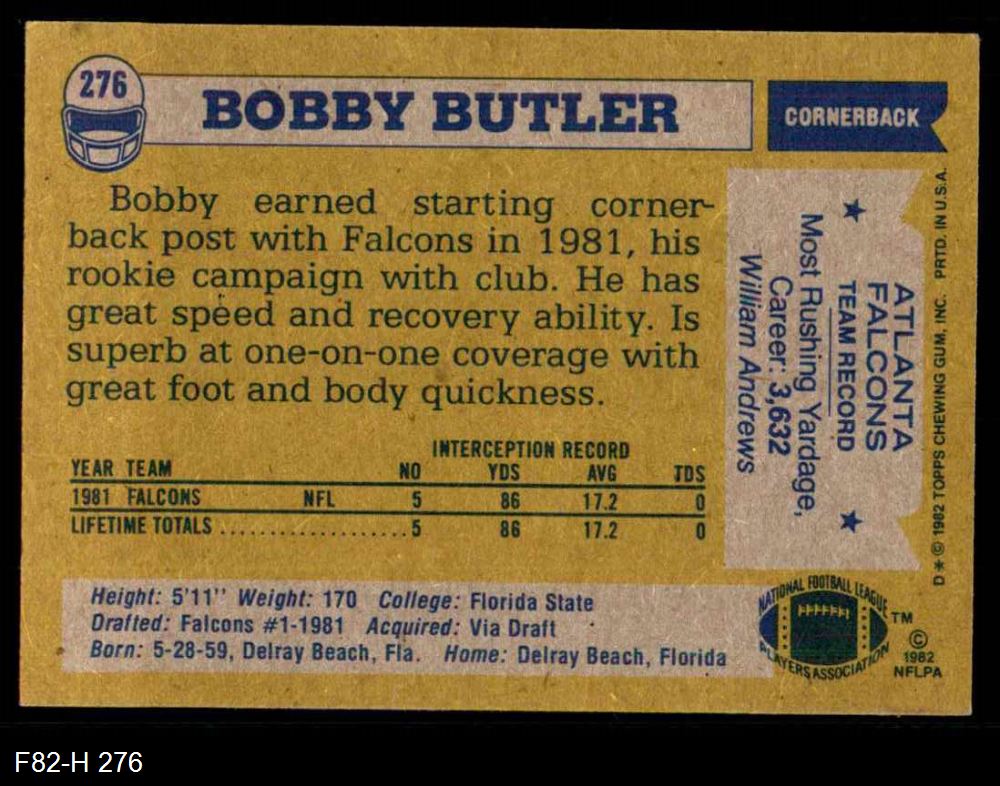 276
BOBBY BUTLER
CORNERBACK
Bobby earned starting corner-
back post with Falcons in 1981, his
rookie campaign with club. He has
great speed and recovery ability. Is
superb at one-on-one coverage with
great foot and body quickness.
INTERCEPTION RECORD
YEAR TEAM NO YDS AVG TDS
1981 FALCONS NFL 5 86 17.2 0
LIFETIME TOTALS ..................5 86 17.2 0
ATLANTA
FALCONS
TEAM RECORD
Most Rushing Yardage,
Career: 3,632
William Andrews
D * © 1982 TOPPS CHEWING GUM, INC. PRTD. IN U.S.A.
Height: 5'11" Weight: 170 College: Florida State
Drafted: Falcons #1-1981 Acquired: Via Draft
Born: 5-28-59, Delray Beach, Fla. Home: Delray Beach, Florida
NATIONAL FOOTBALL LEAGUE
PLAYERS ASSOCIATION
TM
©
1982
NFLPA
F82-H 276